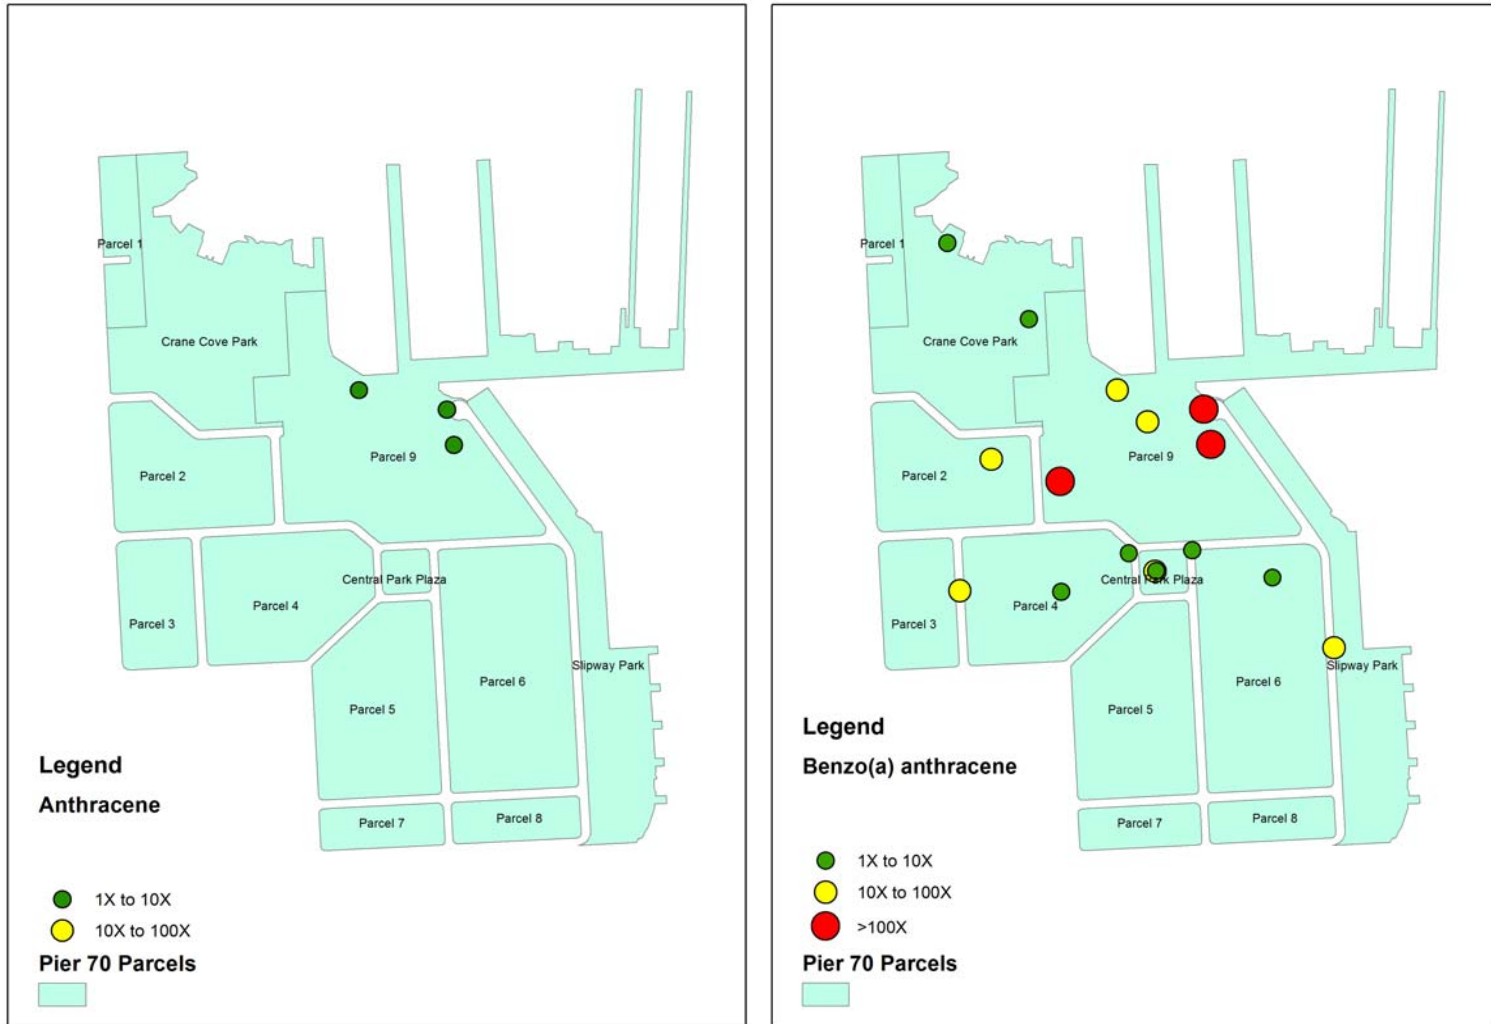 Parcel 1
Crane Cove Park
Parcel 9
Parcel 2
Central Park Plaza
Parcel 4
Parcel 3
Slipway Park
Parcel 6
Parcel 5
Parcel 7
Parcel 8
Legend
Anthracene
1X to 10X
10X to 100X
Pier 70 Parcels
Parcel 1
Crane Cove Park
Parcel 9
Parcel 2
Central Park Plaza
Parcel 4
Parcel 3
Slipway Park
Parcel 6
Parcel 5
Parcel 7
Parcel 8
Legend
Benzo(a) anthracene
1X to 10X
10X to 100X
>100X
Pier 70 Parcels